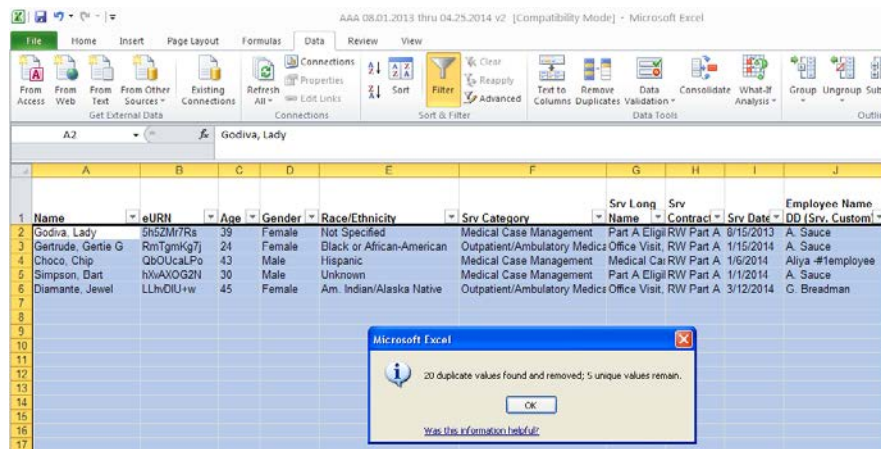 AAA 08.01.2013 thru 04.25.2014 v2 [Compatibility Mode] - Microsoft Excel
File Home Insert Page Layout Formulas Data Review View
From Access From Web From Text From Other Sources Existing Connections Refresh All Connections Properties Edit Links Sort Filter Clear Reapply Advanced Text to Columns Remove Duplicates Data Validation Consolidate What-If Analysis Group Ungroup
Get External Data Connections Sort & Filter Data Tools
A2 fx Godiva, Lady
A B C D E F G H I J
1 Name eURN Age Gender Race/Ethnicity Srv Category Srv Long Name Srv Contract Srv Date Employee Name DD (Srv. Custom)
2 Godiva, Lady 5h5ZMr7Rs 39 Female Not Specified Medical Case Management Part A Eligil RW Part A 8/15/2013 A. Sauce
3 Gertrude, Gertie G RmTgmKg7j 24 Female Black or African-American Outpatient/Ambulatory Medica Office Visit, RW Part A 1/15/2014 A. Sauce
4 Choco, Chip QbOUcaLPo 43 Male Hispanic Medical Case Management Medical Ca RW Part A 1/6/2014 Aliya -#1employee
5 Simpson, Bart hXwAXOG2N 30 Male Unknown Medical Case Management Part A Eligil RW Part A 1/1/2014 A. Sauce
6 Diamante, Jewel LLhvDIU+w 45 Female Am. Indian/Alaska Native Outpatient/Ambulatory Medica Office Visit, RW Part A 3/12/2014 G. Breadman
7
8
9
10
11
12
13
14
15
16
17
Microsoft Excel
20 duplicate values found and removed; 5 unique values remain.
OK
Was this information helpful?